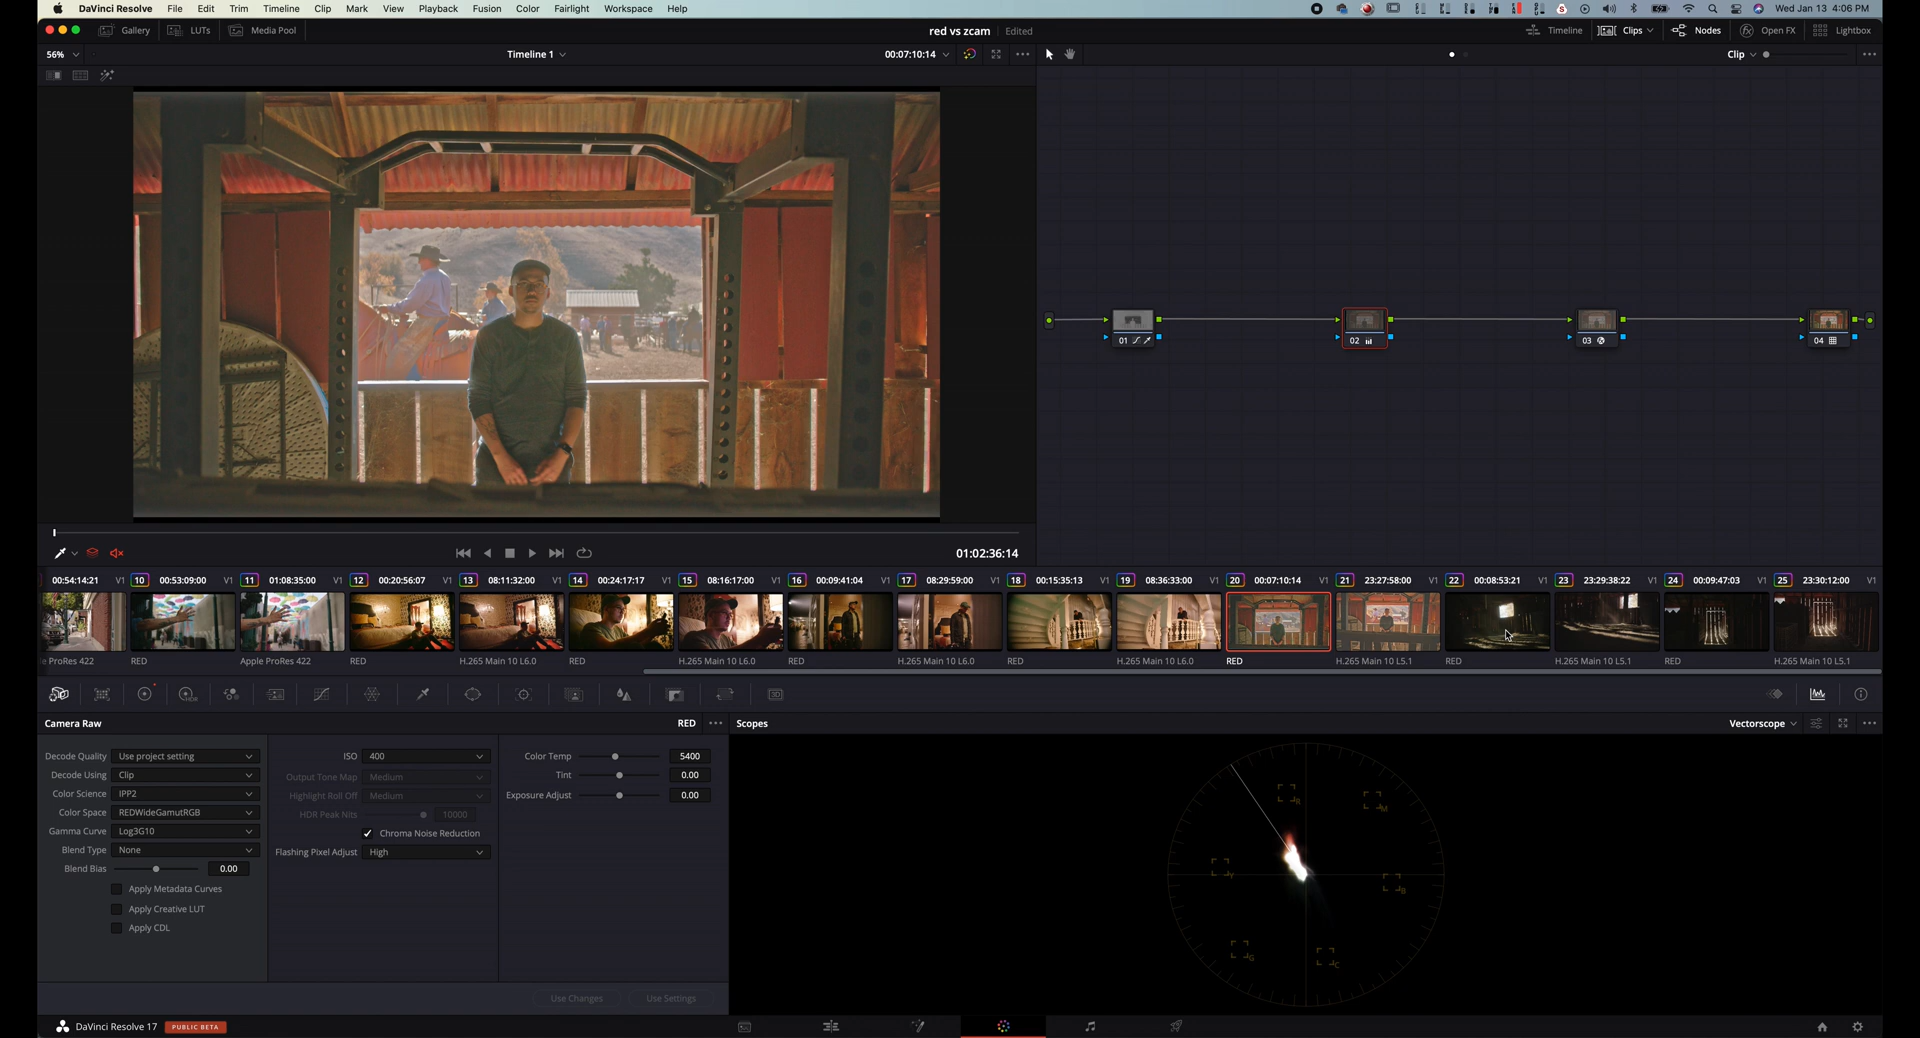 DaVinci Resolve File Edit Trim Timeline Clip Mark View Playback Fusion Color Fairlight Workspace Help Wed Jan 13 4:06 PM
Gallery LUTs Media Pool red vs zcam Edited Timeline Clips Nodes Open FX Lightbox
56% Timeline 1 00:07:10:14 Clip
01 02 03 04
01:02:36:14
00:54:14:21 V1 10 00:53:09:00 V1 11 01:08:35:00 V1 12 00:20:56:07 V1 13 08:11:32:00 V1 14 00:24:17:17 V1 15 08:16:17:00 V1 16 00:09:41:04 V1 17 08:29:59:00 V1 18 00:15:35:13 V1 19 08:36:33:00 V1 20 00:07:10:14 V1 21 23:27:58:00 V1 22 00:08:53:21 V1 23 23:29:38:22 V1 24 00:09:47:03 V1 25 23:30:12:00 V1
e ProRes 422 RED Apple ProRes 422 RED H.265 Main 10 L6.0 RED H.265 Main 10 L6.0 RED H.265 Main 10 L6.0 RED H.265 Main 10 L6.0 RED H.265 Main 10 L5.1 RED H.265 Main 10 L5.1 RED H.265 Main 10 L5.1
Camera Raw RED Scopes Vectorscope
Decode Quality Use project setting ISO 400 Color Temp 5400
Decode Using Clip Output Tone Map Medium Tint 0.00
Color Science IPP2 Highlight Roll Off Medium Exposure Adjust 0.00
Color Space REDWideGamutRGB HDR Peak Nits 10000
Gamma Curve Log3G10 Chroma Noise Reduction
Blend Type None Flashing Pixel Adjust High
Blend Bias 0.00
Apply Metadata Curves
Apply Creative LUT
Apply CDL
R M Y B G C
Use Changes Use Settings
DaVinci Resolve 17 PUBLIC BETA